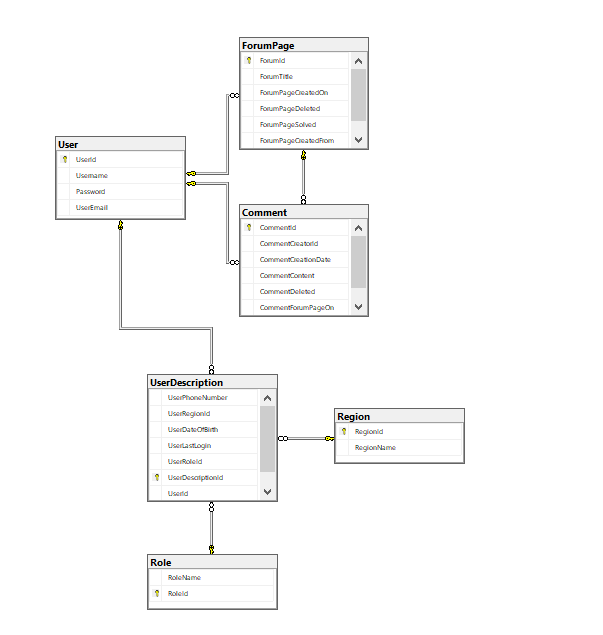 ForumPage
ForumId
ForumTitle
ForumPageCreatedOn
ForumPageDeleted
ForumPageSolved
ForumPageCreatedFrom
User
UserId
Username
Password
UserEmail
Comment
CommentId
CommentCreatorId
CommentCreationDate
CommentContent
CommentDeleted
CommentForumPageOn
UserDescription
UserPhoneNumber
UserRegionId
UserDateOfBirth
UserLastLogin
UserRoleId
UserDescriptionId
UserId
Region
RegionId
RegionName
Role
RoleName
RoleId